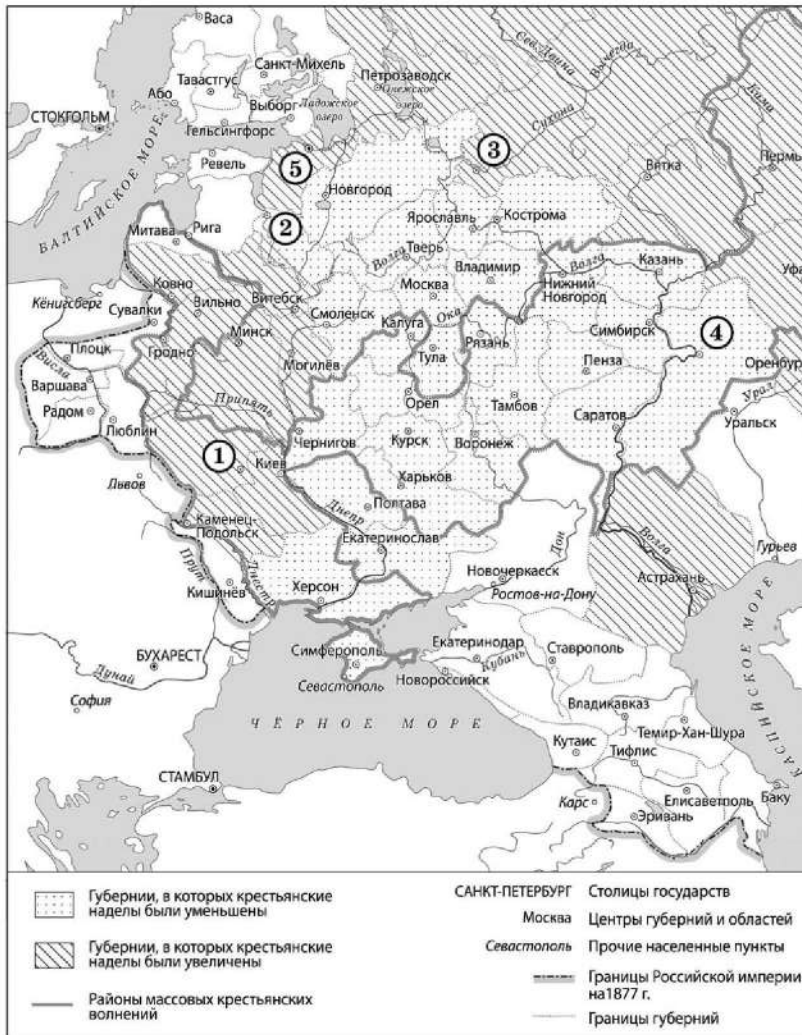 Васа
Санкт-Михель
Петрозаводск
Онежское
озеро
Сев. Двина
Вычегда
Тавастгус
Або
Выборг
Ладожское
озеро
Сухона
Кама
СТОКГОЛЬМ
Гельсингфорс
5
3
Пермь
Ревель
Вятка
БАЛТИЙСКОЕ МОРЕ
Новгород
2
Ярославль
Кострома
Митава
Рига
Волга
Тверь
Волга
Казань
Владимир
Уфа
Нижний
Новгород
Ковно
Москва
Кёнигсберг
Вильно
Витебск
Сувалки
Смоленск
Калуга
Ока
Симбирск
4
Минск
Рязань
Плоцк
Гродно
Тула
Оренбург
Висла
Могилёв
Пенза
Варшава
Урал
Радом
Припять
Орёл
Тамбов
Саратов
Люблин
Уральск
Чернигов
Курск
Воронеж
1
Киев
Львов
Харьков
Полтава
Каменец-
Подольск
Днепр
Волга
Екатеринослав
Дон
Гурьев
Прут
Днестр
Новочеркасск
Астрахань
Кишинёв
Херсон
Ростов-на-Дону
БУХАРЕСТ
Симферополь
Екатеринодар
Ставрополь
Дунай
Кубань
Севастополь
Новороссийск
София
КАСПИЙСКОЕ МОРЕ
Владикавказ
ЧЁРНОЕ МОРЕ
Темир-Хан-Шура
Кутаис
Тифлис
СТАМБУЛ
Карс
Елисаветполь
Баку
Эривань
Губернии, в которых крестьянские
наделы были уменьшены
Губернии, в которых крестьянские
наделы были увеличены
Районы массовых крестьянских
волнений
САНКТ-ПЕТЕРБУРГ Столицы государств
Москва Центры губерний и областей
Севастополь Прочие населенные пункты
Границы Российской империи
на1877 г.
Границы губерний